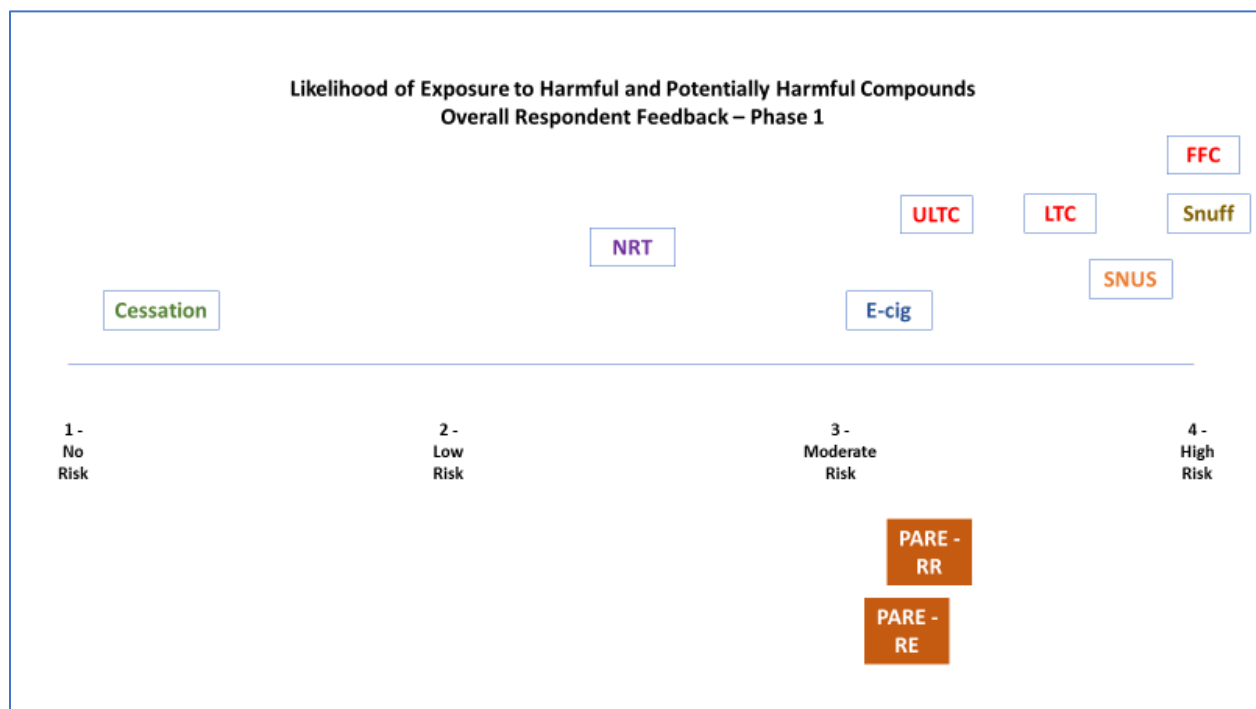 Likelihood of Exposure to Harmful and Potentially Harmful Compounds
Overall Respondent Feedback – Phase 1
FFC
ULTC
LTC
Snuff
NRT
SNUS
Cessation
E-cig
1 -
No
Risk
2 -
Low
Risk
3 -
Moderate
Risk
4 -
High
Risk
PARE -
RR
PARE -
RE